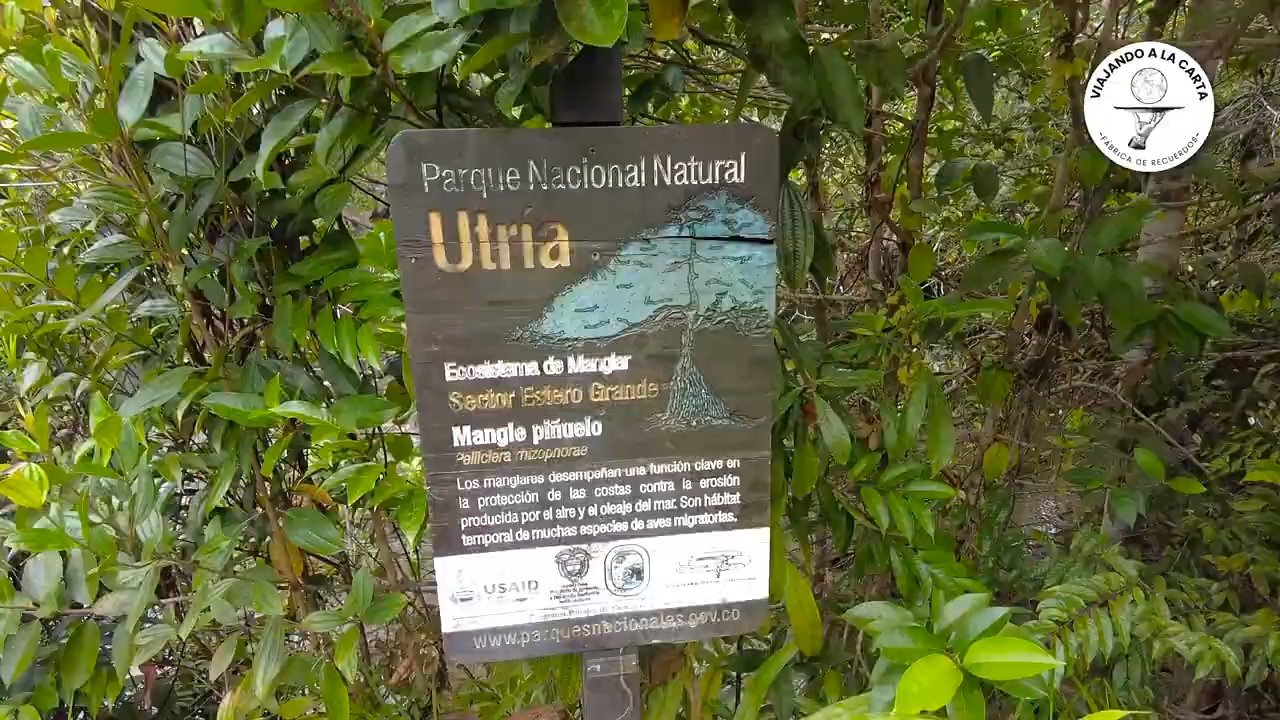 Parque Nacional Natural
Utría
Ecosistema de Manglar
Sector Estero Grande
Mangle piñuelo
Pelliciera rhizophorae
Los manglares desempeñan una función clave en
la protección de las costas contra la erosión
producida por el aire y el oleaje del mar. Son hábitat
temporal de muchas especies de aves migratorias.
USAID
www.parquesnacionales.gov.co
VIAJANDO A LA CARTA
-FÁBRICA DE RECUERDOS-